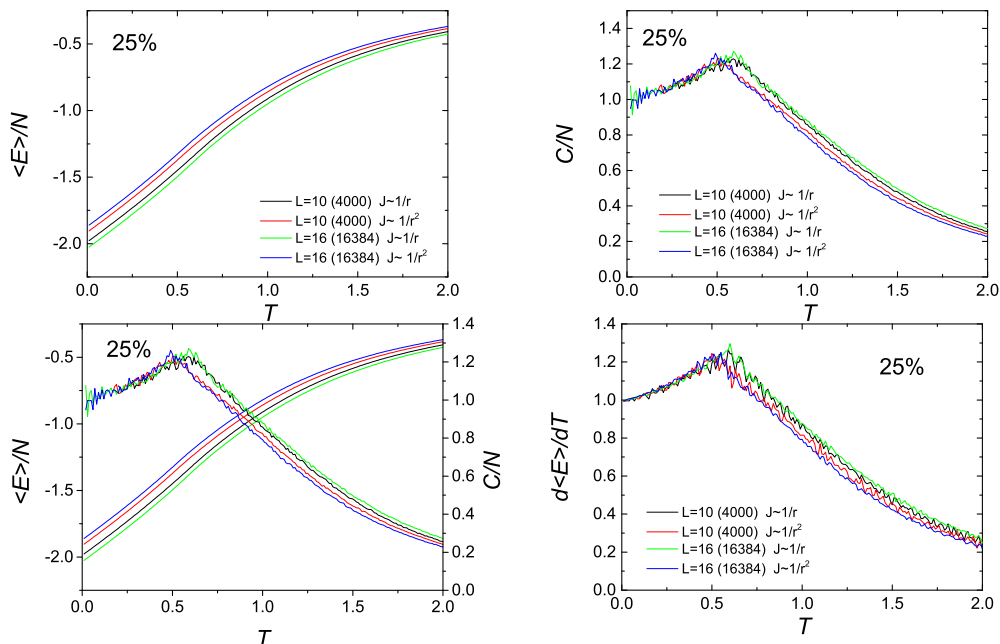 25%
-0.5
-1.0
-1.5
-2.0
<E>/N
L=10 (4000) J~1/r
L=10 (4000) J~ 1/r²
L=16 (16384) J~1/r
L=16 (16384) J~ 1/r²
0.0 0.5 1.0 1.5 2.0
T
25%
1.4
1.2
1.0
0.8
0.6
0.4
0.2
0.0
C/N
L=10 (4000) J~1/r
L=10 (4000) J~ 1/r²
L=16 (16384) J~1/r
L=16 (16384) J~ 1/r²
0.0 0.5 1.0 1.5 2.0
T
25%
-0.5
-1.0
-1.5
-2.0
<E>/N
1.4
1.2
1.0
0.8
0.6
0.4
0.2
0.0
C/N
0.0 0.5 1.0 1.5 2.0
T
25%
1.4
1.2
1.0
0.8
0.6
0.4
0.2
0.0
d<E>/dT
L=10 (4000) J~1/r
L=10 (4000) J~1/r²
L=16 (16384) J~1/r
L=16 (16384) J~1/r²
0.0 0.5 1.0 1.5 2.0
T